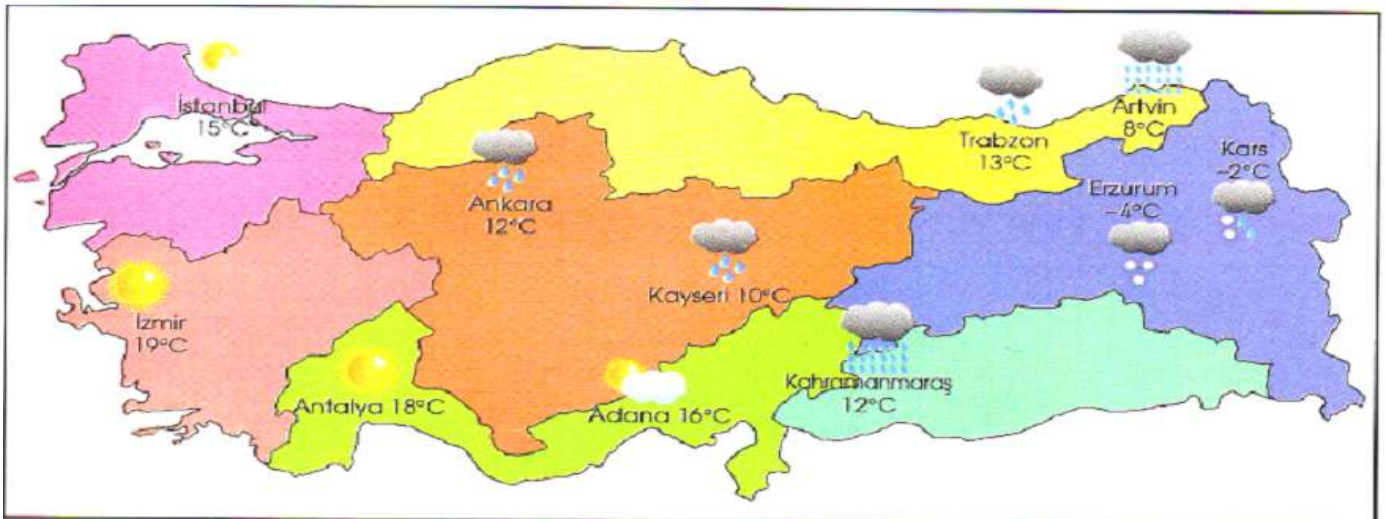 İstanbul
15°C
Artvin
8°C
Trabzon
13°C
Kars
-2°C
Erzurum
-4°C
Ankara
12°C
Kayseri 10°C
İzmir
19°C
Kahramanmaraş
12°C
Antalya 18°C
Adana 16°C